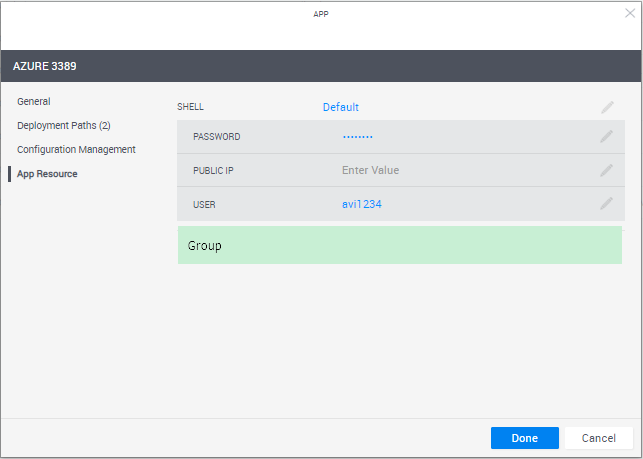 APP
AZURE 3389
General
Deployment Paths (2)
Configuration Management
App Resource
SHELL Default
PASSWORD ••••••••
PUBLIC IP Enter Value
USER avi1234
Group
Done Cancel